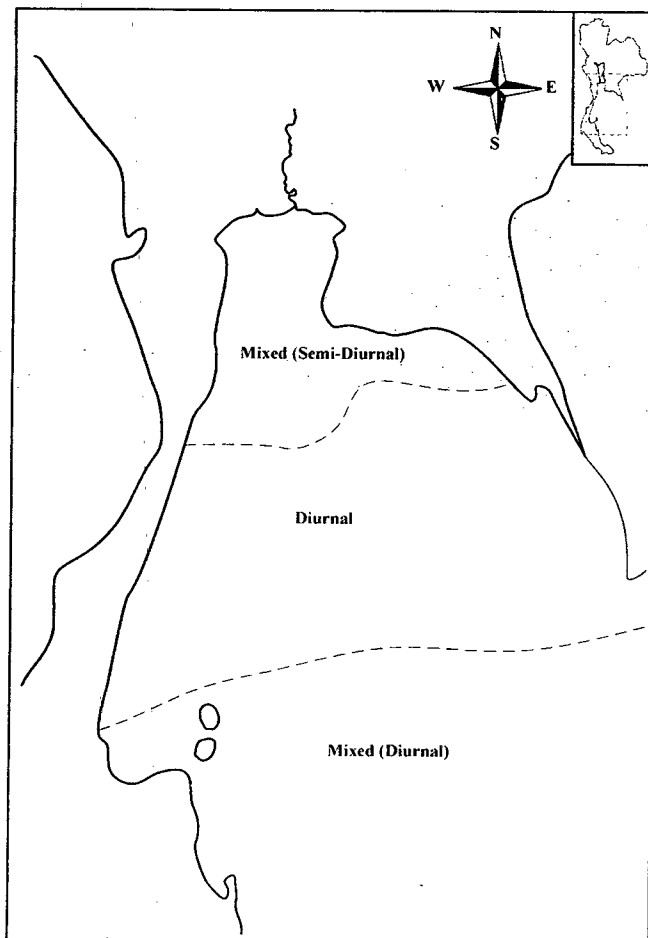 N
W E
S
Mixed (Semi-Diurnal)
Diurnal
Mixed (Diurnal)